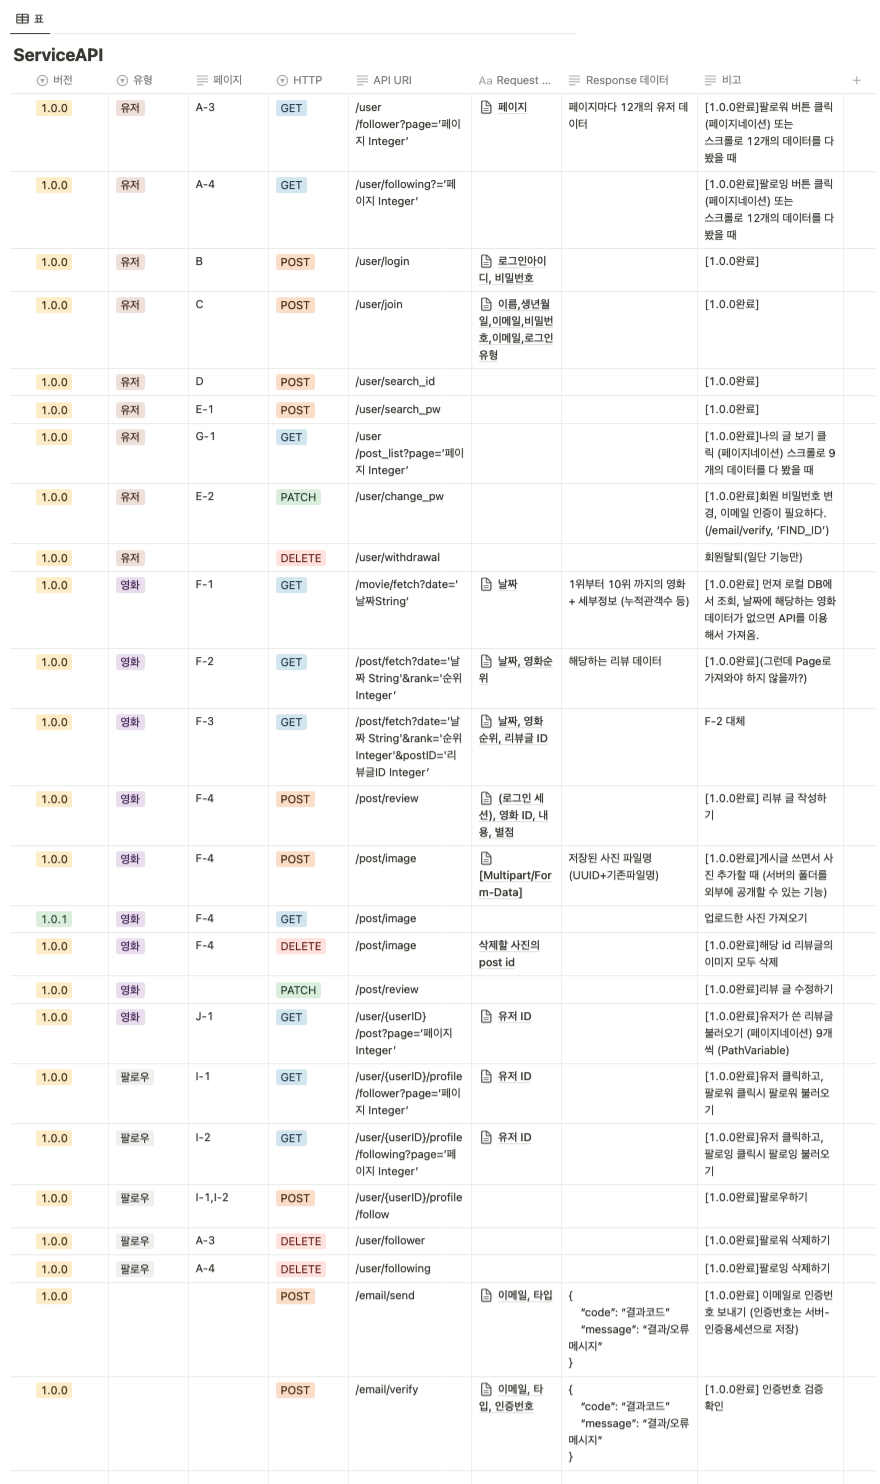 표
ServiceAPI
버전 유형 페이지 HTTP API URI Aa Request ... Response 데이터 비고 +
1.0.0 유저 A-3 GET /user 페이지 페이지마다 12개의 유저 데 [1.0.0완료]팔로워 버튼 클릭
/follower?page=‘페이 이터 (페이지네이션) 또는
지 Integer’ 스크롤로 12개의 데이터를 다
봤을 때
1.0.0 유저 A-4 GET /user/following?=‘페 [1.0.0완료]팔로잉 버튼 클릭
이지 Integer’ (페이지네이션) 또는
스크롤로 12개의 데이터를 다
봤을 때
1.0.0 유저 B POST /user/login 로그인아이 [1.0.0완료]
디, 비밀번호
1.0.0 유저 C POST /user/join 이름,생년월 [1.0.0완료]
일,이메일,비밀번
호,이메일,로그인
유형
1.0.0 유저 D POST /user/search_id [1.0.0완료]
1.0.0 유저 E-1 POST /user/search_pw [1.0.0완료]
1.0.0 유저 G-1 GET /user [1.0.0완료]나의 글 보기 클
/post_list?page=‘페이 릭 (페이지네이션) 스크롤로 9
지 Integer’ 개의 데이터를 다 봤을 때
1.0.0 유저 E-2 PATCH /user/change_pw [1.0.0완료]회원 비밀번호 변
경, 이메일 인증이 필요하다.
(/email/verify, ‘FIND_ID’)
1.0.0 유저 DELETE /user/withdrawal 회원탈퇴(일단 기능만)
1.0.0 영화 F-1 GET /movie/fetch?date=' 날짜 1위부터 10위 까지의 영화 [1.0.0완료] 먼져 로컬 DB에
날짜String’ + 세부정보 (누적관객수 등) 서 조회, 날짜에 해당하는 영화
데이터가 없으면 API를 이용
해서 가져옴.
1.0.0 영화 F-2 GET /post/fetch?date='날 날짜, 영화순 해당하는 리뷰 데이터 [1.0.0완료](그런데 Page로
짜 String'&rank='순위 위 가져와야 하지 않을까?)
Integer’
1.0.0 영화 F-3 GET /post/fetch?date='날 날짜, 영화 F-2 대체
짜 String'&rank='순위 순위, 리뷰글 ID
Integer'&postID='리
뷰글ID Integer’
1.0.0 영화 F-4 POST /post/review (로그인 세 [1.0.0완료] 리뷰 글 작성하
션), 영화 ID, 내 기
용, 별점
1.0.0 영화 F-4 POST /post/image 저장된 사진 파일명 [1.0.0완료]게시글 쓰면서 사
[Multipart/For (UUID+기존파일명) 진 추가할 때 (서버의 폴더를
m-Data] 외부에 공개할 수 있는 기능)
1.0.1 영화 F-4 GET /post/image 업로드한 사진 가져오기
1.0.0 영화 F-4 DELETE /post/image 삭제할 사진의 [1.0.0완료]해당 id 리뷰글의
post id 이미지 모두 삭제
1.0.0 영화 PATCH /post/review [1.0.0완료]리뷰 글 수정하기
1.0.0 영화 J-1 GET /user/{userID} 유저 ID [1.0.0완료]유저가 쓴 리뷰글
/post?page=‘페이지 불러오기 (페이지네이션) 9개
Integer’ 씩 (PathVariable)
1.0.0 팔로우 I-1 GET /user/{userID}/profile 유저 ID [1.0.0완료]유저 클릭하고,
/follower?page=‘페이 팔로워 클릭시 팔로워 불러오
지 Integer’ 기
1.0.0 팔로우 I-2 GET /user/{userID}/profile 유저 ID [1.0.0완료]유저 클릭하고,
/following?page=‘페 팔로잉 클릭시 팔로잉 불러오
이지 Integer’ 기
1.0.0 팔로우 I-1,I-2 POST /user/{userID}/profile [1.0.0완료]팔로우하기
/follow
1.0.0 팔로우 A-3 DELETE /user/follower [1.0.0완료]팔로워 삭제하기
1.0.0 팔로우 A-4 DELETE /user/following [1.0.0완료]팔로잉 삭제하기
1.0.0 POST /email/send 이메일, 타입 { [1.0.0완료] 이메일로 인증번
“code”: “결과코드” 호 보내기 (인증번호는 서버-
“message”: “결과/오류 인증용세션으로 저장)
메시지”
}
1.0.0 POST /email/verify 이메일, 타 { [1.0.0완료] 인증번호 검증
입, 인증번호 “code”: “결과코드” 확인
“message”: “결과/오류
메시지”
}